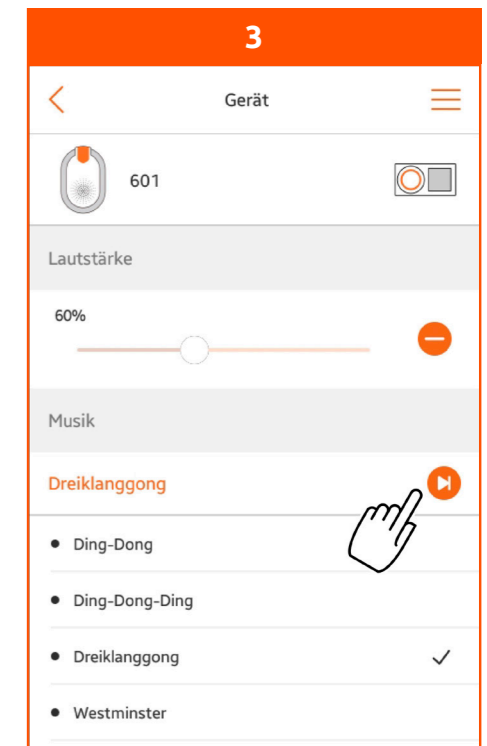 3
Gerät
601
Lautstärke
60%
Musik
Dreiklanggong
Ding-Dong
Ding-Dong-Ding
Dreiklanggong
Westminster